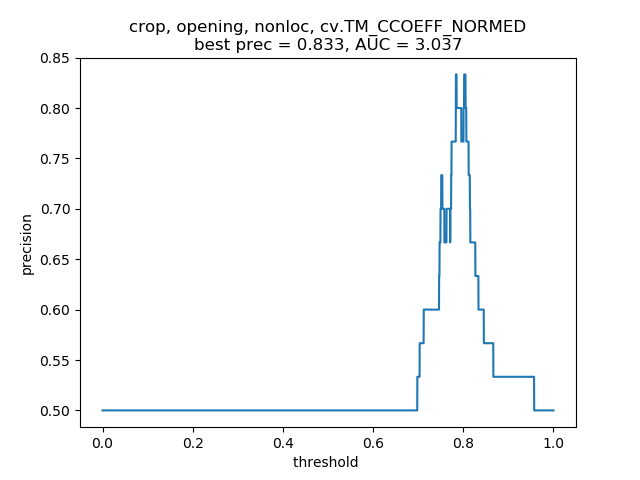 crop, opening, nonloc, cv.TM_CCOEFF_NORMED
best prec = 0.833, AUC = 3.037
0.85
0.80
0.75
0.70
0.65
0.60
0.55
0.50
precision
0.0 0.2 0.4 0.6 0.8 1.0
threshold